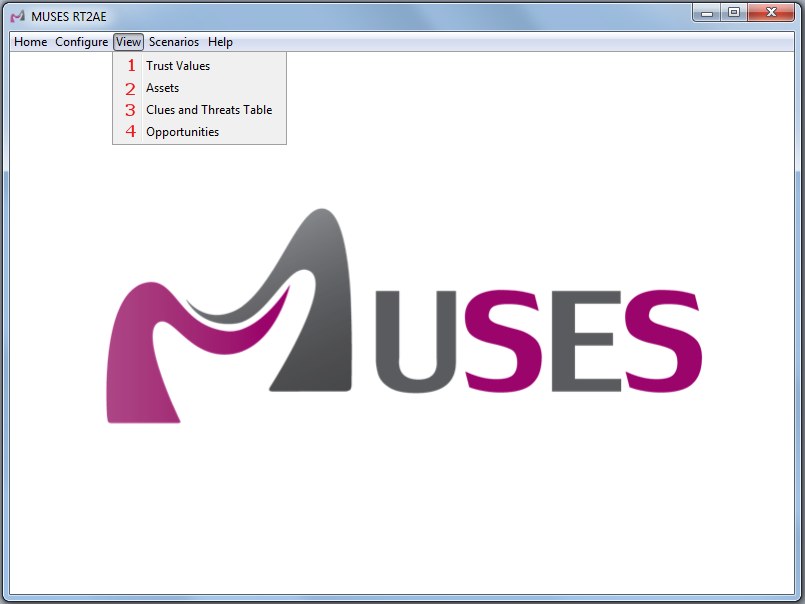 MUSES RT2AE
Home Configure View Scenarios Help
1 Trust Values
2 Assets
3 Clues and Threats Table
4 Opportunities
MUSES